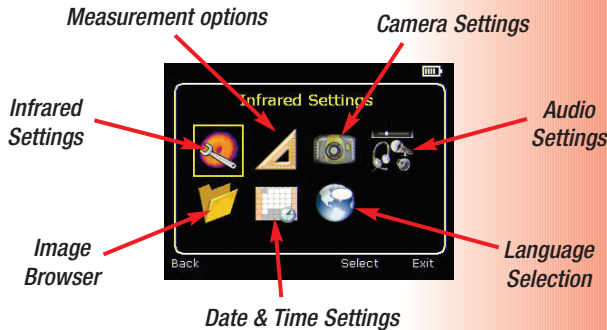 Measurement options
Camera Settings
Infrared
Settings
Infrared Settings
Audio
Settings
Image
Browser
Language
Selection
Back Select Exit
Date & Time Settings